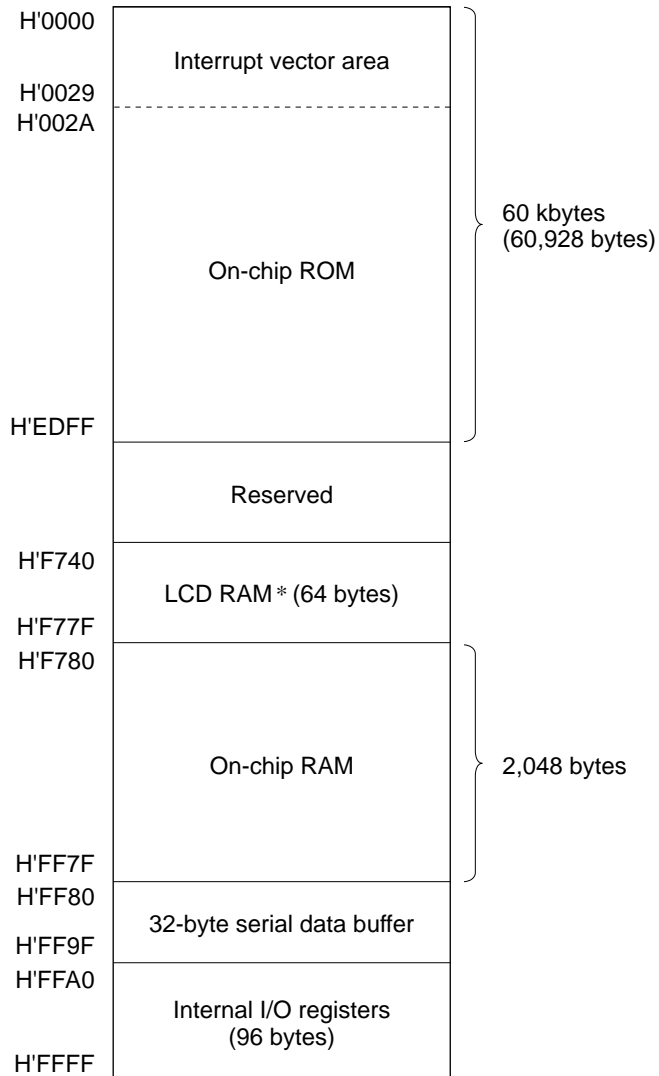 H'0000
Interrupt vector area
H'0029
H'002A
60 kbytes
(60,928 bytes)
On-chip ROM
H'EDFF
Reserved
H'F740
LCD RAM* (64 bytes)
H'F77F
H'F780
On-chip RAM
2,048 bytes
H'FF7F
H'FF80
32-byte serial data buffer
H'FF9F
H'FFA0
Internal I/O registers
(96 bytes)
H'FFFF